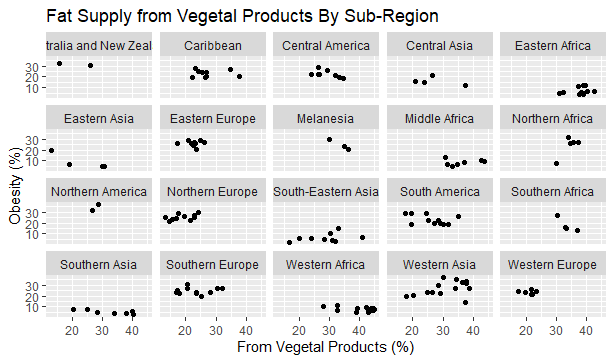 Fat Supply from Vegetal Products By Sub-Region
tralia and New Zeal
Caribbean
Central America
Central Asia
Eastern Africa
30
20
10
Eastern Asia
Eastern Europe
Melanesia
Middle Africa
Northern Africa
30
20
10
Northern America
Northern Europe
South-Eastern Asia
South America
Southern Africa
30
20
10
Southern Asia
Southern Europe
Western Africa
Western Asia
Western Europe
30
20
10
20 30 40 20 30 40 20 30 40 20 30 40 20 30 40
From Vegetal Products (%)
Obesity (%)